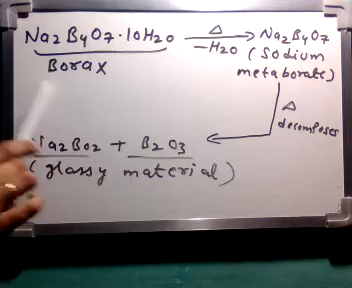 Na2B4O7·10H2O Δ -H2O Na2B4O7
Borax
(Sodium
metaborate)
Δ
decomposes
Na2BO2 + B2O3
(glassy material)